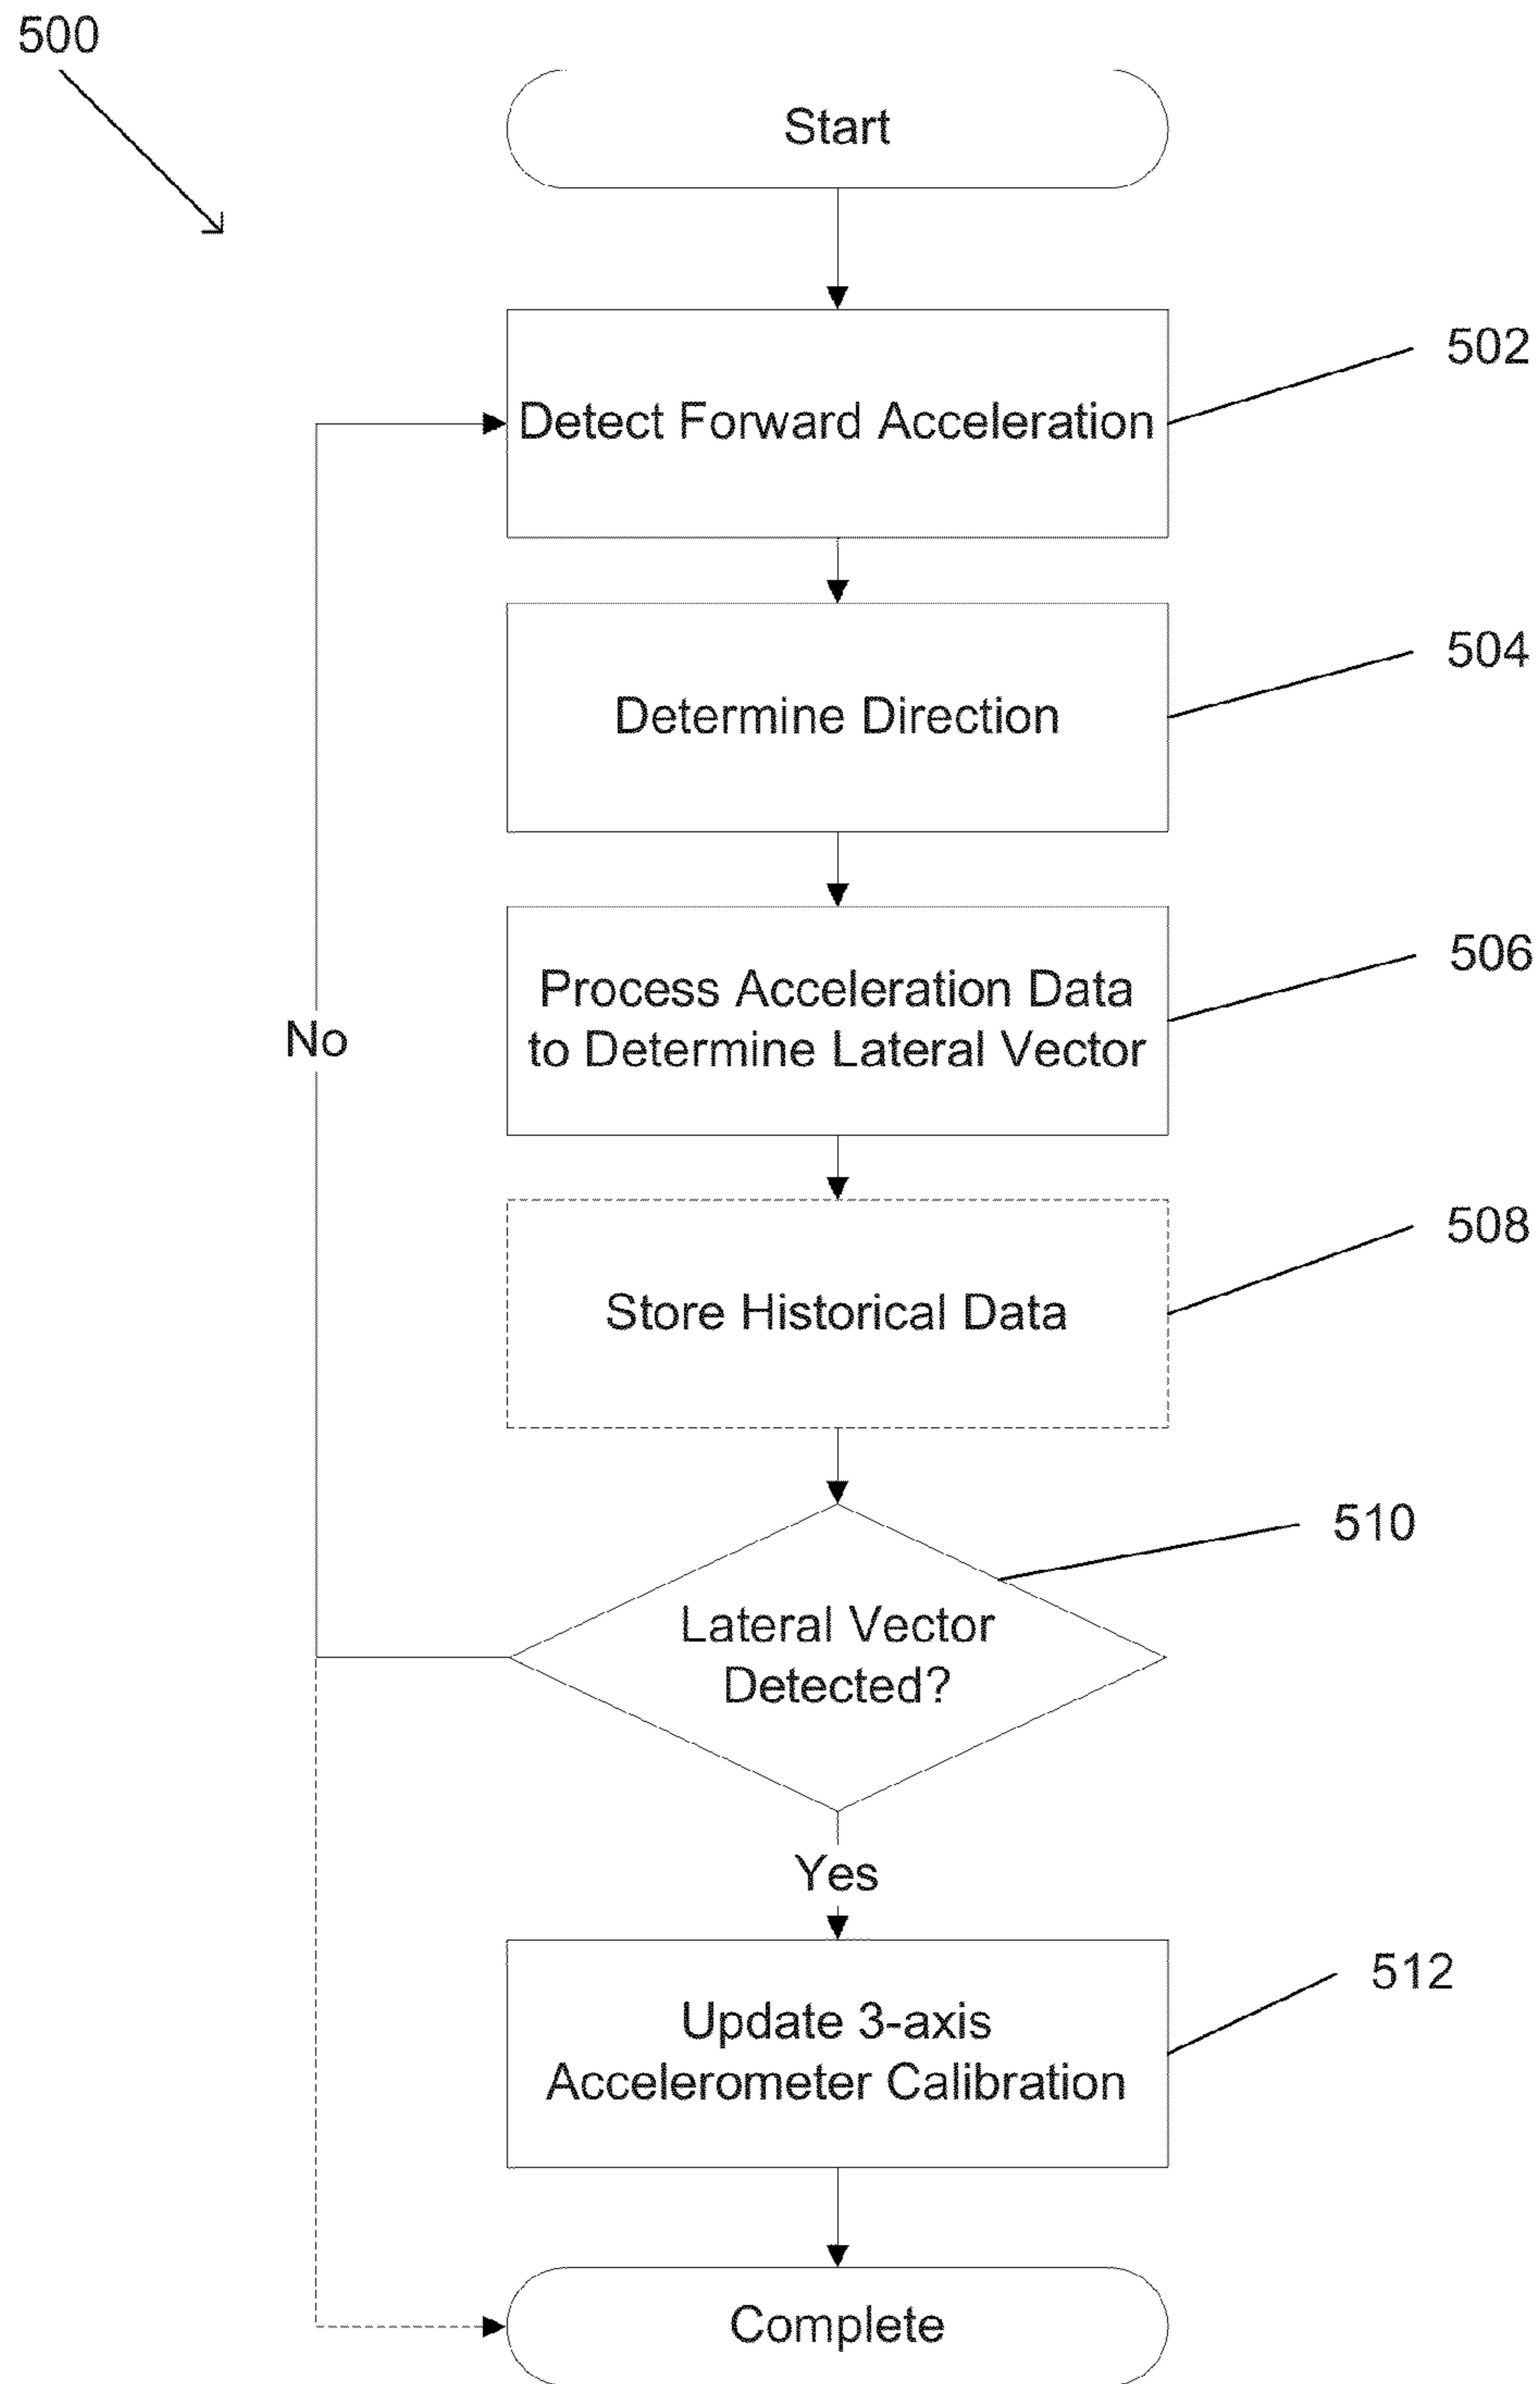 500
Start
Detect Forward Acceleration
502
Determine Direction
504
Process Acceleration Data
to Determine Lateral Vector
506
No
Store Historical Data
508
Lateral Vector
Detected?
510
Yes
Update 3-axis
Accelerometer Calibration
512
Complete